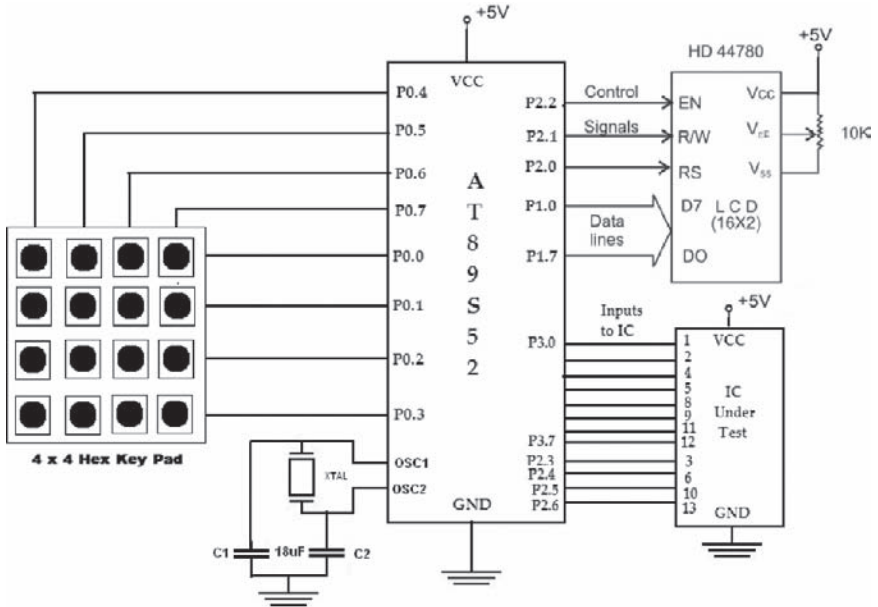 +5V
HD 44780
+5V
P0.4
P0.5
P0.6
P0.7
P0.0
P0.1
P0.2
P0.3
OSC1
OSC2
VCC
A
T
8
9
S
5
2
GND
P2.2
P2.1
P2.0
P1.0
P1.7
P3.0
P3.7
P2.3
P2.4
P2.5
P2.6
Control
Signals
Data
lines
EN
R/W
RS
D7
DO
LCD
(16X2)
Vcc
VEE
Vss
10K
Inputs
to IC
+5V
1
2
4
5
8
9
11
12
3
6
10
13
VCC
IC
Under
Test
GND
4 x 4 Hex Key Pad
XTAL
C1
18uF
C2